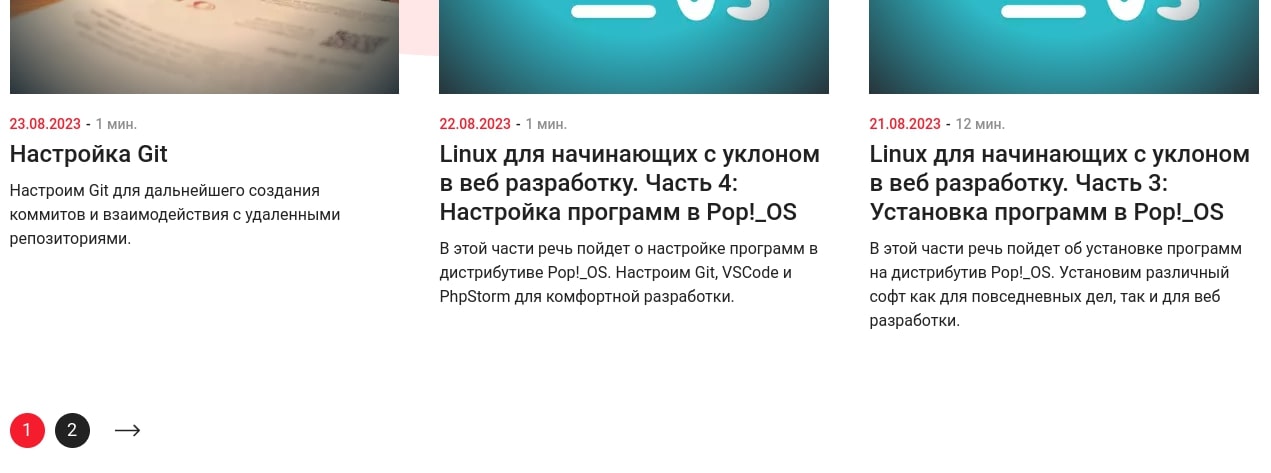 23.08.2023 - 1 мин.
Настройка Git
Настроим Git для дальнейшего создания
коммитов и взаимодействия с удаленными
репозиториями.
_OS
22.08.2023 - 1 мин.
Linux для начинающих с уклоном
в веб разработку. Часть 4:
Настройка программ в Pop!_OS
В этой части речь пойдет о настройке программ в
дистрибутиве Pop!_OS. Настроим Git, VSCode и
PhpStorm для комфортной разработки.
_OS
21.08.2023 - 12 мин.
Linux для начинающих с уклоном
в веб разработку. Часть 3:
Установка программ в Pop!_OS
В этой части речь пойдет об установке программ
на дистрибутив Pop!_OS. Установим различный
софт как для повседневных дел, так и для веб
разработки.
1 2 →